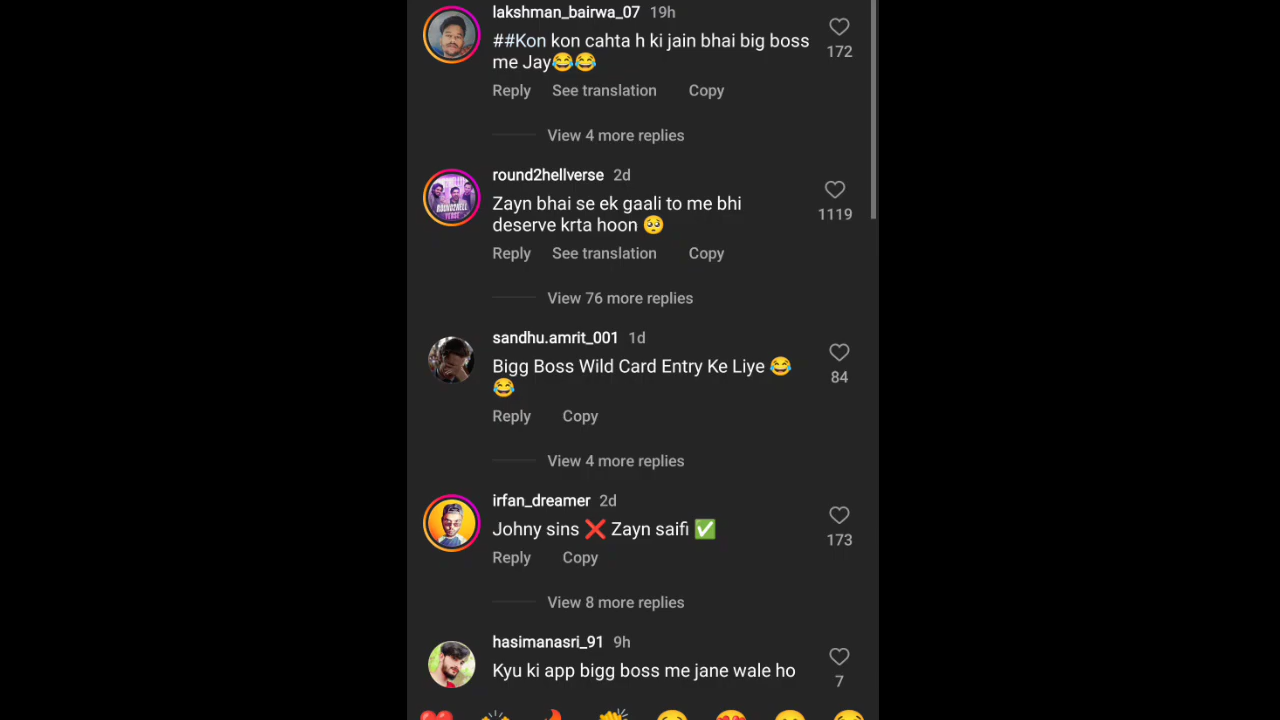 lakshman_bairwa_07 19h
##Kon kon cahta h ki jain bhai big boss
me Jay😂😂
172
Reply See translation Copy
View 4 more replies
round2hellverse 2d
Zayn bhai se ek gaali to me bhi
deserve krta hoon 🥺
1119
Reply See translation Copy
View 76 more replies
sandhu.amrit_001 1d
Bigg Boss Wild Card Entry Ke Liye 😂
😂
84
Reply Copy
View 4 more replies
irfan_dreamer 2d
Johny sins ❌ Zayn saifi ✅
173
Reply Copy
View 8 more replies
hasimanasri_91 9h
Kyu ki app bigg boss me jane wale ho
7